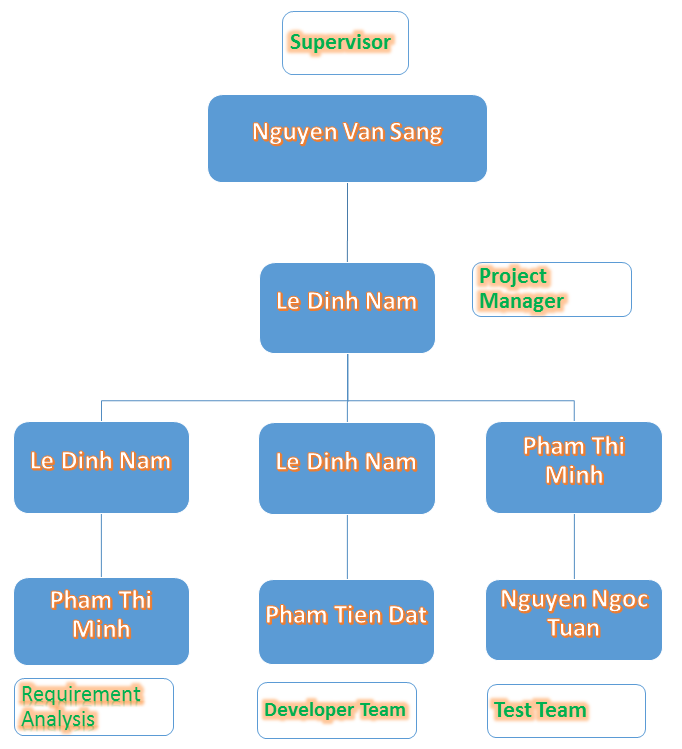 Supervisor
Nguyen Van Sang
Le Dinh Nam
Project
Manager
Le Dinh Nam
Le Dinh Nam
Pham Thi
Minh
Pham Thi
Minh
Pham Tien Dat
Nguyen Ngoc
Tuan
Requirement
Analysis
Developer Team
Test Team